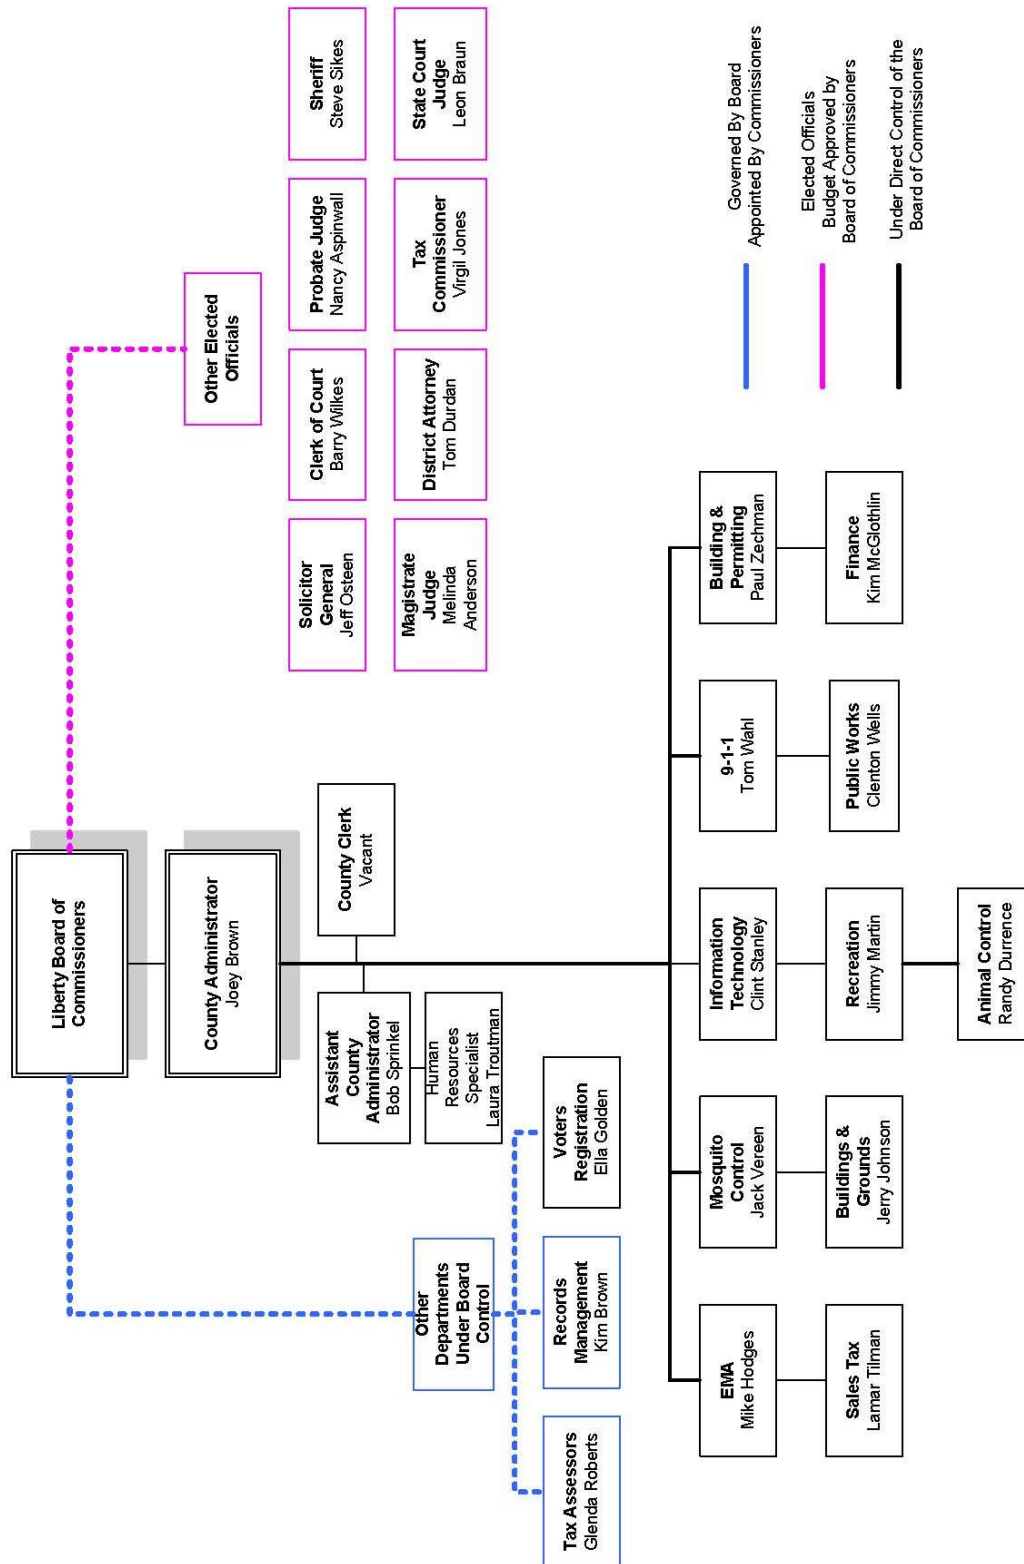 Liberty Board of
Commissioners
County Administrator
Joey Brown
Other Elected
Officials
Solicitor
General
Jeff Osteen
Clerk of Court
Barry Wilkes
Probate Judge
Nancy Aspinwall
Sheriff
Steve Sikes
Magistrate
Judge
Melinda
Anderson
District Attorney
Tom Durdan
Tax
Commissioner
Virgil Jones
State Court
Judge
Leon Braun
Assistant
County
Administrator
Bob Sprinkel
County Clerk
Vacant
Human
Resources
Specialist
Laura Troutman
Other
Departments
Under Board
Control
Tax Assessors
Glenda Roberts
Records
Management
Kim Brown
Voters
Registration
Ella Golden
EMA
Mike Hodges
Mosquito
Control
Jack Vereen
Information
Technology
Clint Stanley
9-1-1
Tom Wahl
Building &
Permitting
Paul Zechman
Sales Tax
Lamar Tilman
Buildings &
Grounds
Jerry Johnson
Recreation
Jimmy Martin
Public Works
Clenton Wells
Finance
Kim McGlothlin
Animal Control
Randy Durrence
Governed By Board
Appointed By Commissioners
Elected Officials
Budget Approved by
Board of Commissioners
Under Direct Control of the
Board of Commissioners